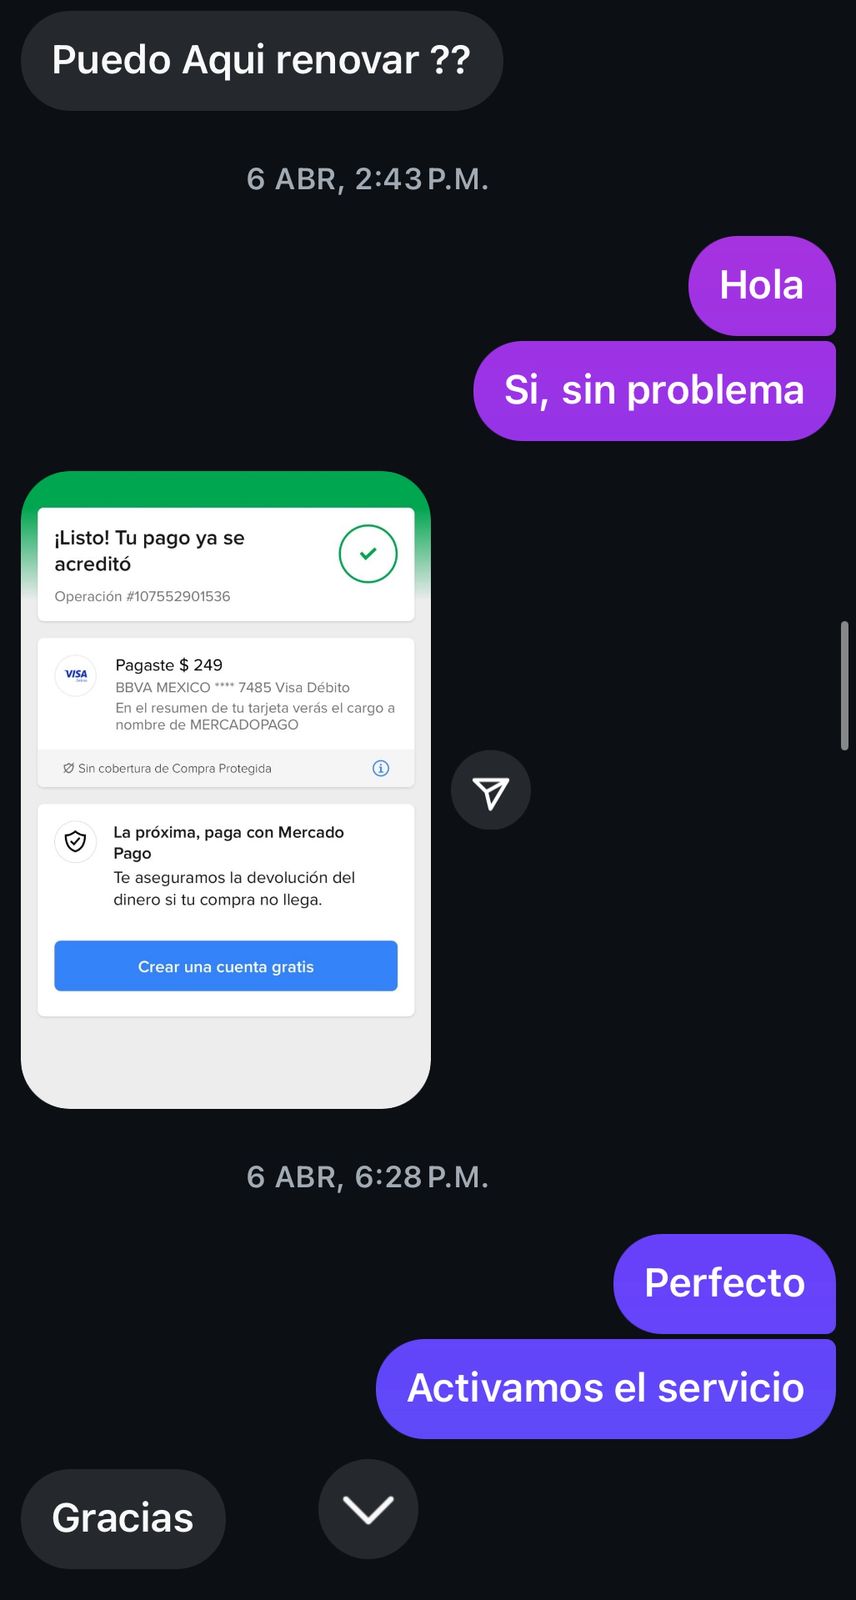 Puedo Aqui renovar ??
6 ABR, 2:43 P.M.
Hola
Si, sin problema
¡Listo! Tu pago ya se
acreditó
Operación #107552901536
VISA
Pagaste $ 249
BBVA MEXICO **** 7485 Visa Débito
En el resumen de tu tarjeta verás el cargo a
nombre de MERCADOPAGO
Sin cobertura de Compra Protegida
La próxima, paga con Mercado
Pago
Te aseguramos la devolución del
dinero si tu compra no llega.
Crear una cuenta gratis
6 ABR, 6:28 P.M.
Perfecto
Activamos el servicio
Gracias